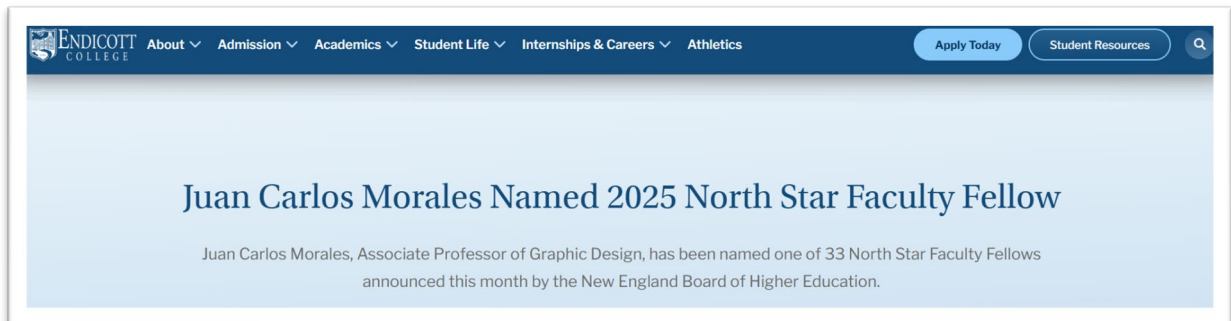 ENDICOTT
COLLEGE
About Admission Academics Student Life Internships & Careers Athletics Apply Today Student Resources
Juan Carlos Morales Named 2025 North Star Faculty Fellow
Juan Carlos Morales, Associate Professor of Graphic Design, has been named one of 33 North Star Faculty Fellows
announced this month by the New England Board of Higher Education.